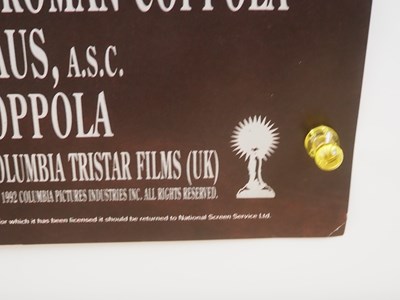 ROMAN COPPOLA
AUS, A.S.C.
OPPOLA
OLUMBIA TRISTAR FILMS (UK)
1992 COLUMBIA PICTURES INDUSTRIES INC. ALL RIGHTS RESERVED.
for which it has been licensed it should be returned to National Screen Service Ltd.